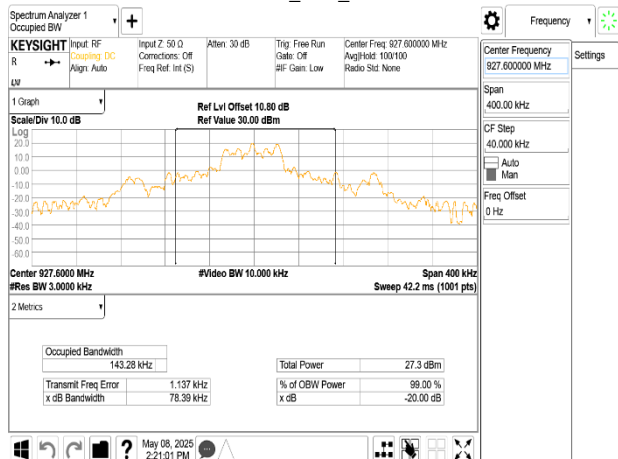 Spectrum Analyzer 1
Occupied BW
Frequency
KEYSIGHT
Input: RF
Coupling: DC
Align: Auto
Input Z: 50 Ω
Corrections: Off
Freq Ref: Int (S)
Atten: 30 dB
Trig: Free Run
Gate: Off
#IF Gain: Low
Center Freq: 927.600000 MHz
Avg|Hold: 100/100
Radio Std: None
R
Center Frequency
927.600000 MHz
Settings
Span
400.00 kHz
CF Step
40.000 kHz
Auto
Man
Freq Offset
0 Hz
1 Graph
Scale/Div 10.0 dB
Ref Lvl Offset 10.80 dB
Ref Value 30.00 dBm
Log
20.0
10.0
0.00
-10.0
-20.0
-30.0
-40.0
-50.0
-60.0
Center 927.6000 MHz
#Video BW 10.000 kHz
Span 400 kHz
#Res BW 3.0000 kHz
Sweep 42.2 ms (1001 pts)
2 Metrics
Occupied Bandwidth
143.28 kHz
Total Power 27.3 dBm
Transmit Freq Error 1.137 kHz
% of OBW Power 99.00 %
x dB Bandwidth 78.39 kHz
x dB -20.00 dB
May 08, 2025
2:21:01 PM